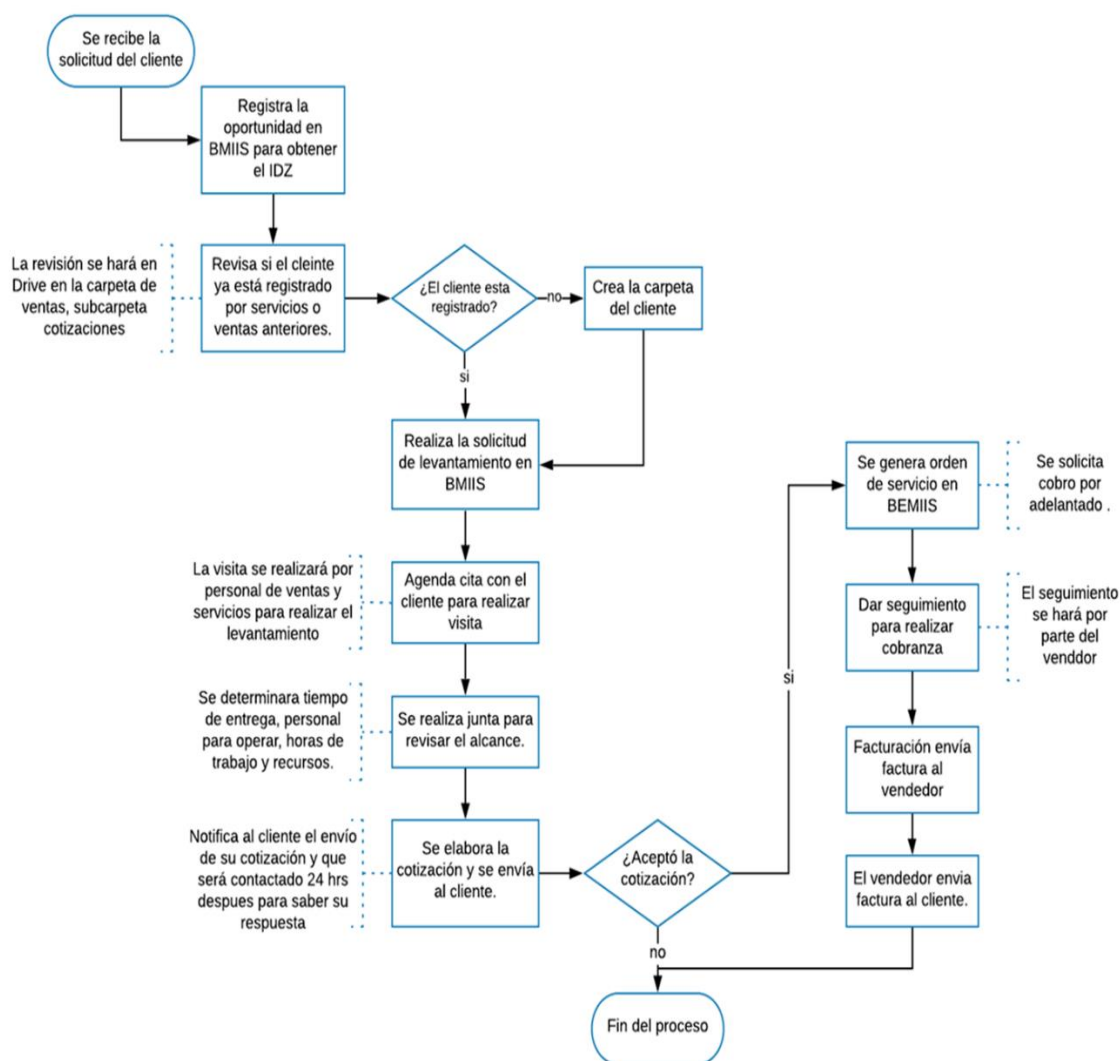 Se recibe la
solicitud del cliente
Registra la
oportunidad en
BMIIS para obtener
el IDZ
La revisión se hará en
Drive en la carpeta de
ventas, subcarpeta
cotizaciones
Revisa si el cleinte
ya está registrado
por servicios o
ventas anteriores.
¿El cliente esta
registrado?
no
Crea la carpeta
del cliente
si
Realiza la solicitud
de levantamiento en
BMIIS
La visita se realizará por
personal de ventas y
servicios para realizar el
levantamiento
Agenda cita con el
cliente para realizar
visita
Se determinara tiempo
de entrega, personal
para operar, horas de
trabajo y recursos.
Se realiza junta para
revisar el alcance.
Notifica al cliente el envío
de su cotización y que
será contactado 24 hrs
despues para saber su
respuesta
Se elabora la
cotización y se envía
al cliente.
¿Aceptó la
cotización?
si
Se genera orden
de servicio en
BEMIIS
Se solicita
cobro por
adelantado .
Dar seguimiento
para realizar
cobranza
El seguimiento
se hará por
parte del
venddor
Facturación envía
factura al
vendedor
El vendedor envia
factura al cliente.
no
Fin del proceso